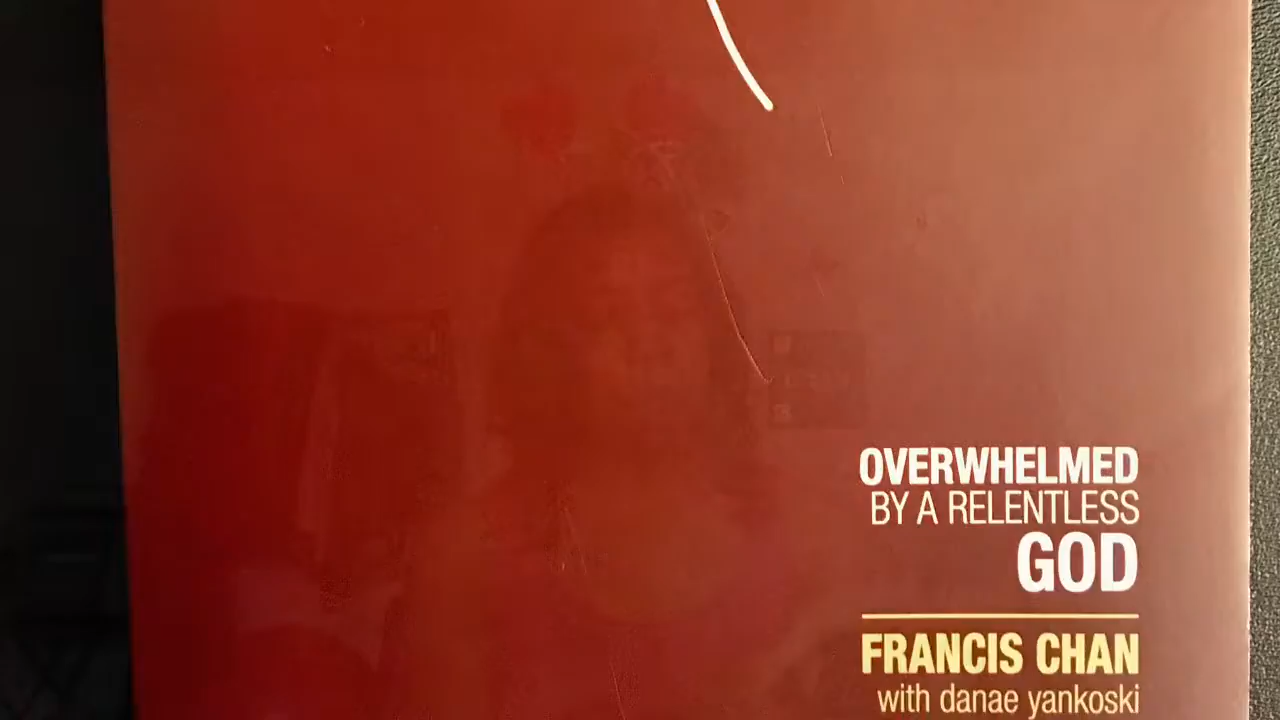 OVERWHELMED
BY A RELENTLESS
GOD
FRANCIS CHAN
with danae yankoski